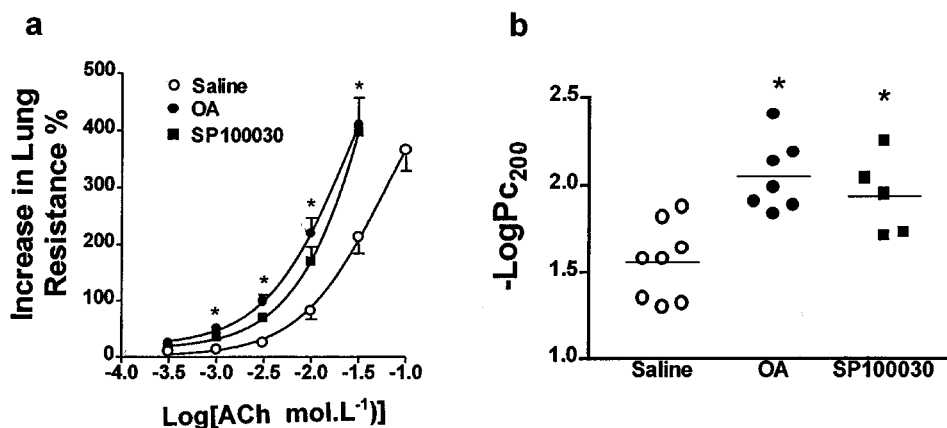 a
Increase in Lung
Resistance %
500
400
300
200
100
0
Saline
OA
SP100030
*
*
*
*
-4.0 -3.5 -3.0 -2.5 -2.0 -1.5 -1.0
Log[ACh mol.L-1)]
b
-LogPc200
2.5
2.0
1.5
1.0
*
*
Saline OA SP100030